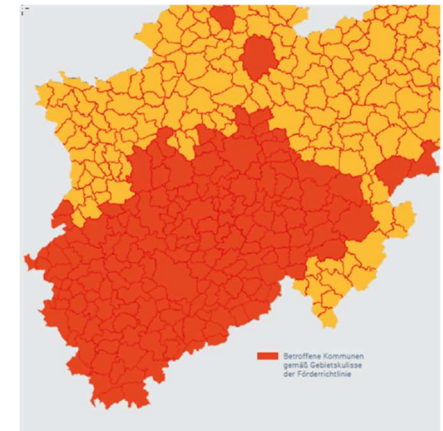 Betroffene Kommunen
gemäß Gebietskulisse
der Förderrichtlinie